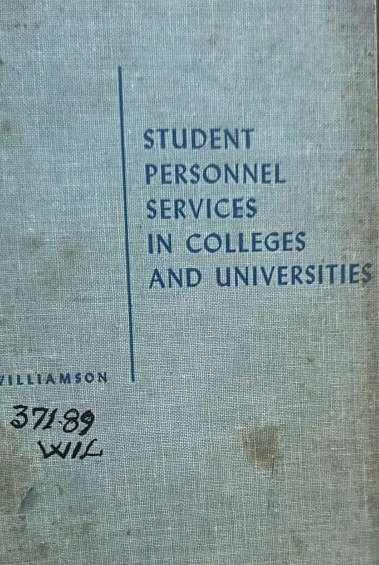 STUDENT
PERSONNEL
SERVICES
IN COLLEGES
AND UNIVERSITIES
WILLIAMSON
371.89
WIL